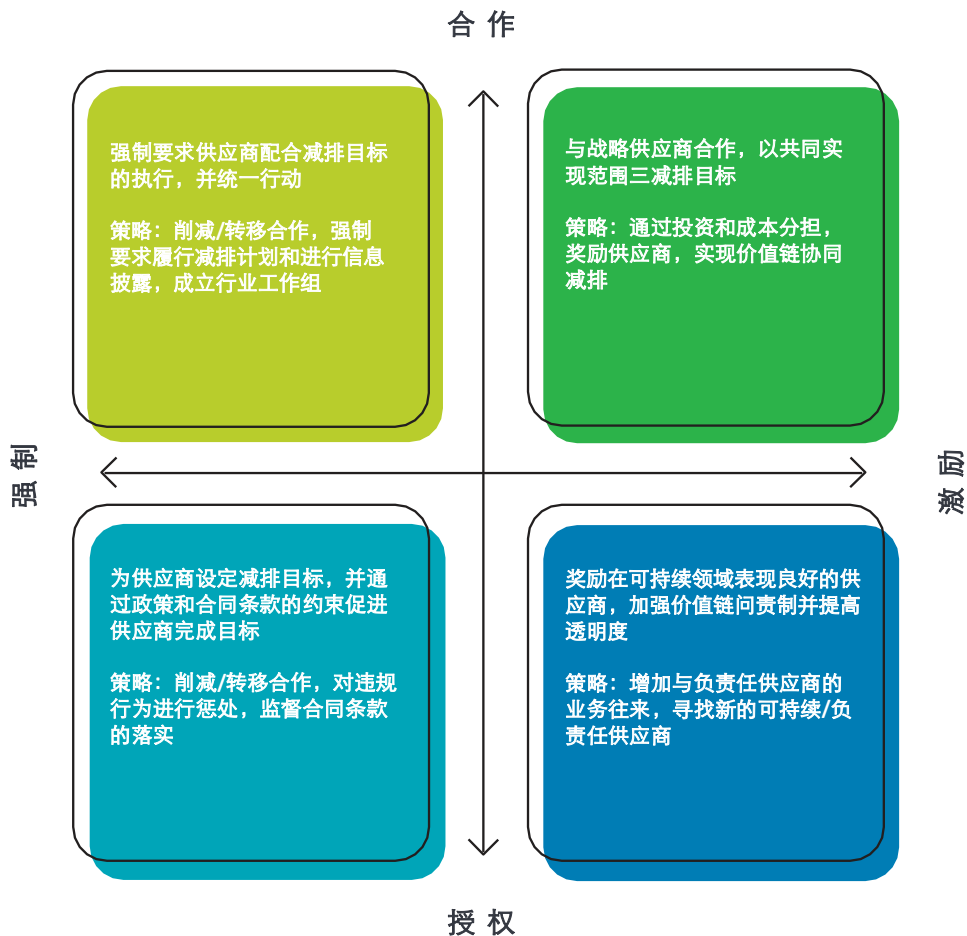 合作
强制要求供应商配合减排目标
的执行，并统一行动
策略：削减/转移合作，强制
要求履行减排计划和进行信息
披露，成立行业工作组
与战略供应商合作，以共同实
现范围三减排目标
策略：通过投资和成本分担，
奖励供应商，实现价值链协同
减排
强制
激励
为供应商设定减排目标，并通
过政策和合同条款的约束促进
供应商完成目标
策略：削减/转移合作，对违规
行为进行惩处，监督合同条款
的落实
奖励在可持续领域表现良好的供
应商，加强价值链问责制并提高
透明度
策略：增加与负责任供应商的
业务往来，寻找新的可持续/负
责任供应商
授权